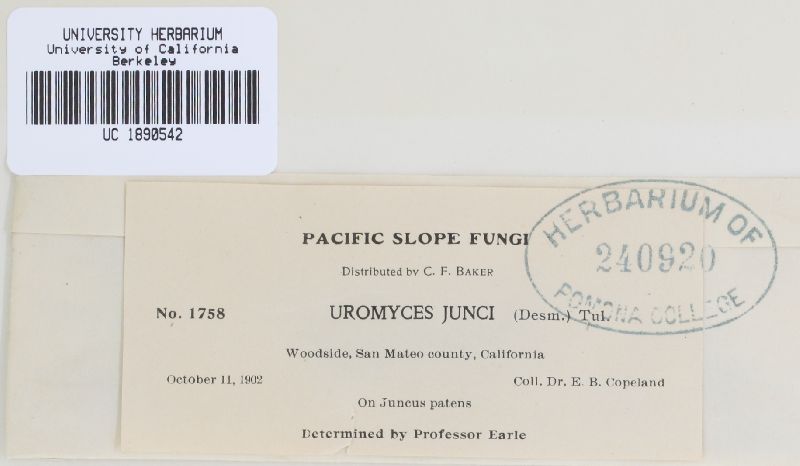 UNIVERSITY HERBARIUM
University of California
Berkeley
UC 1890542
HERBARIUM OF
240920
POMONA COLLEGE
PACIFIC SLOPE FUNGI
Distributed by C. F. BAKER
No. 1758 UROMYCES JUNCI (Desm.) Tul.
Woodside, San Mateo county, California
October 11, 1902 Coll. Dr. E. B. Copeland
On Juncus patens
Determined by Professor Earle